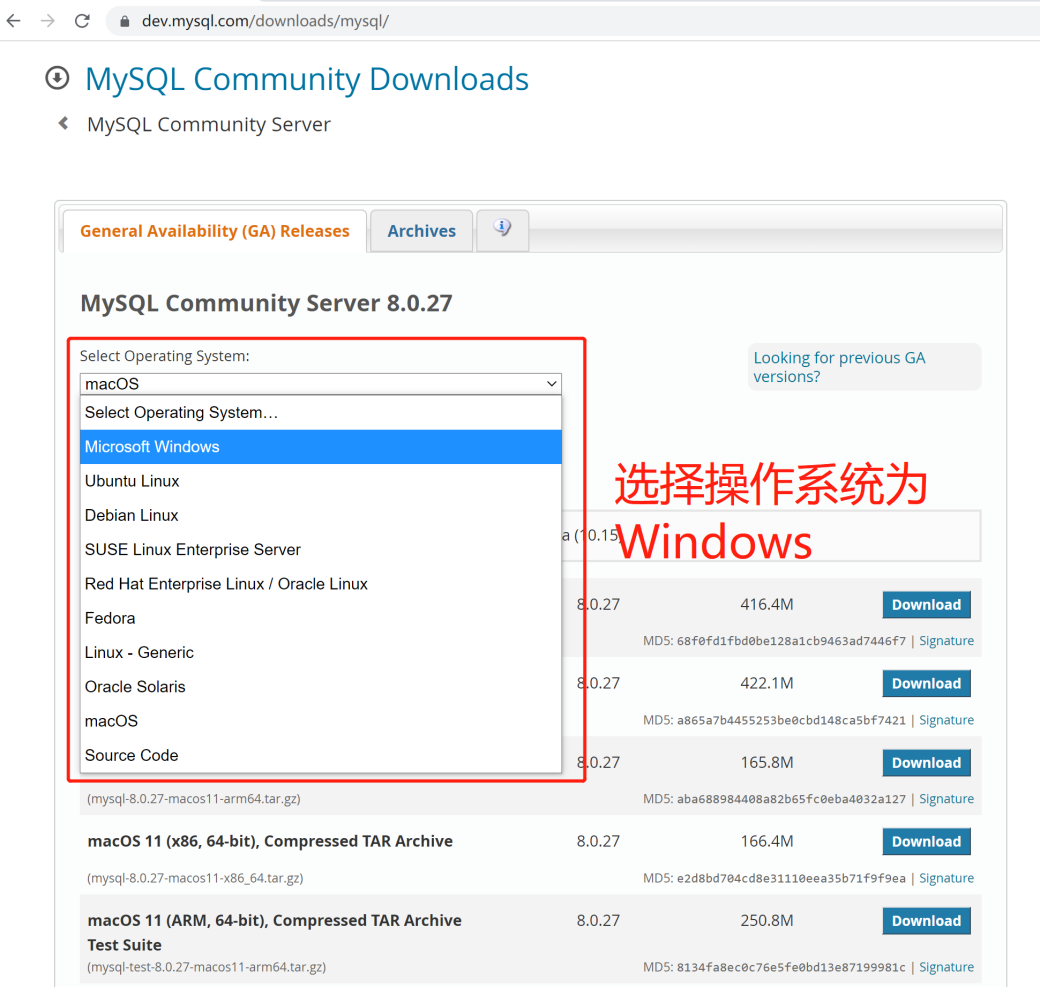 dev.mysql.com/downloads/mysql/
MySQL Community Downloads
MySQL Community Server
General Availability (GA) Releases
Archives
i
MySQL Community Server 8.0.27
Select Operating System:
macOS
Looking for previous GA
versions?
Select Operating System…
Microsoft Windows
Ubuntu Linux
Debian Linux
SUSE Linux Enterprise Server
Red Hat Enterprise Linux / Oracle Linux
Fedora
Linux - Generic
Oracle Solaris
macOS
Source Code
选择操作系统为
Windows
a (10.15)
8.0.27 416.4M Download
MD5: 68f0fd1fbd0be128a1cb9463ad7446f7 | Signature
8.0.27 422.1M Download
MD5: a865a7b4455253be0cbd148ca5bf7421 | Signature
8.0.27 165.8M Download
(mysql-8.0.27-macos11-arm64.tar.gz) MD5: aba688984408a82b65fc0eba4032a127 | Signature
macOS 11 (x86, 64-bit), Compressed TAR Archive 8.0.27 166.4M Download
(mysql-8.0.27-macos11-x86_64.tar.gz) MD5: e2d8bd704cd8e31110eea35b71f9f9ea | Signature
macOS 11 (ARM, 64-bit), Compressed TAR Archive 8.0.27 250.8M Download
Test Suite
(mysql-test-8.0.27-macos11-arm64.tar.gz) MD5: 8134fa8ec0c76e5fe0bd13e87199981c | Signature